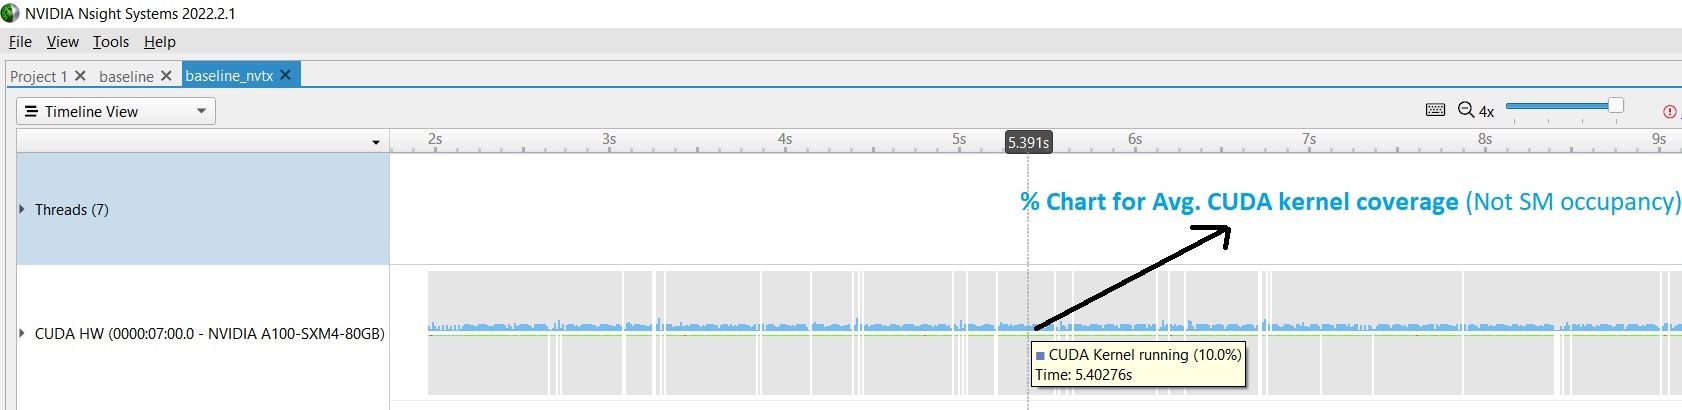 NVIDIA Nsight Systems 2022.2.1
File View Tools Help
Project 1 baseline baseline_nvtx
Timeline View 4x
2s 3s 4s 5s 5.391s 6s 7s 8s 9s
Threads (7)
% Chart for Avg. CUDA kernel coverage (Not SM occupancy)
CUDA HW (0000:07:00.0 - NVIDIA A100-SXM4-80GB)
CUDA Kernel running (10.0%)
Time: 5.40276s